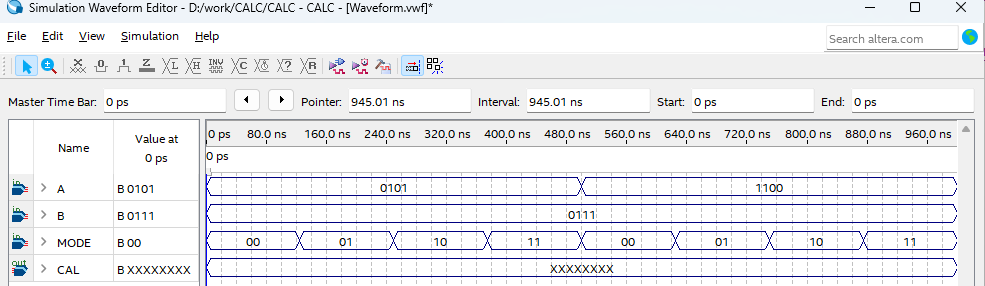 Simulation Waveform Editor - D:/work/CALC/CALC - CALC - [Waveform.vwf]*
File Edit View Simulation Help
Search altera.com
Master Time Bar: 0 ps Pointer: 945.01 ns Interval: 945.01 ns Start: 0 ps End: 0 ps
Name Value at 0 ps
0 ps 80.0 ns 160.0 ns 240.0 ns 320.0 ns 400.0 ns 480.0 ns 560.0 ns 640.0 ns 720.0 ns 800.0 ns 880.0 ns 960.0 ns
0 ps
in A B 0101 0101 1100
in B B 0111 0111
in MODE B 00 00 01 10 11 00 01 10 11
out CAL B XXXXXXXX XXXXXXXX